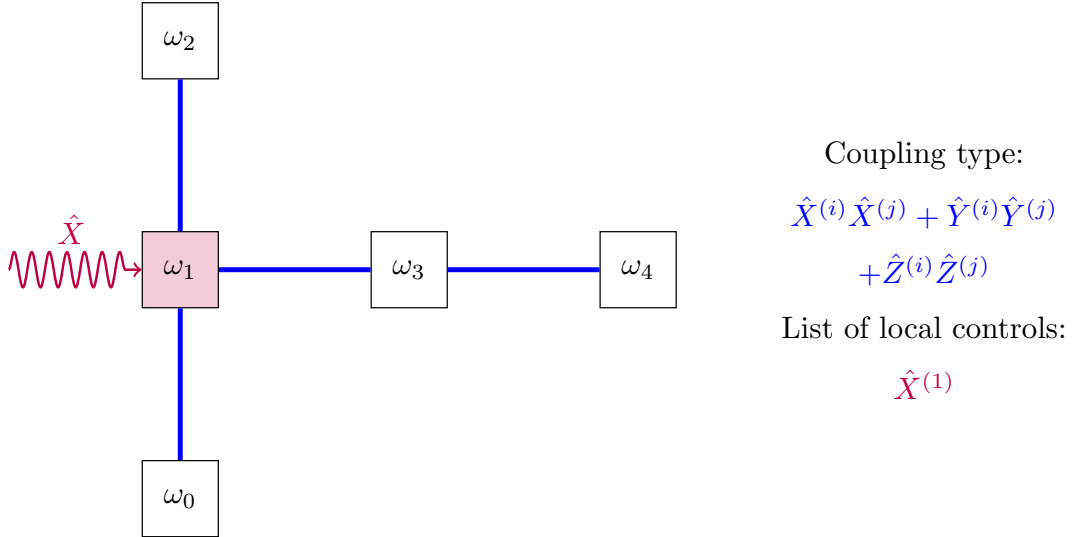 ω₂
X̂
ω₁
ω₃
ω₄
ω₀
Coupling type:
X̂⁽ⁱ⁾X̂⁽ʲ⁾ + Ŷ⁽ⁱ⁾Ŷ⁽ʲ⁾
+Ẑ⁽ⁱ⁾Ẑ⁽ʲ⁾
List of local controls:
X̂⁽¹⁾